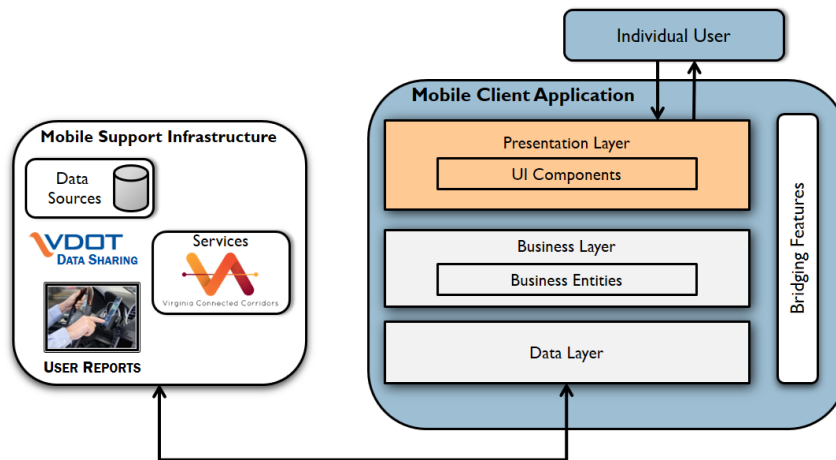 Individual User
Mobile Client Application
Mobile Support Infrastructure
Data
Sources
VDOT
DATA SHARING
Services
Virginia Connected Corridors
USER REPORTS
Presentation Layer
UI Components
Business Layer
Business Entities
Data Layer
Bridging Features